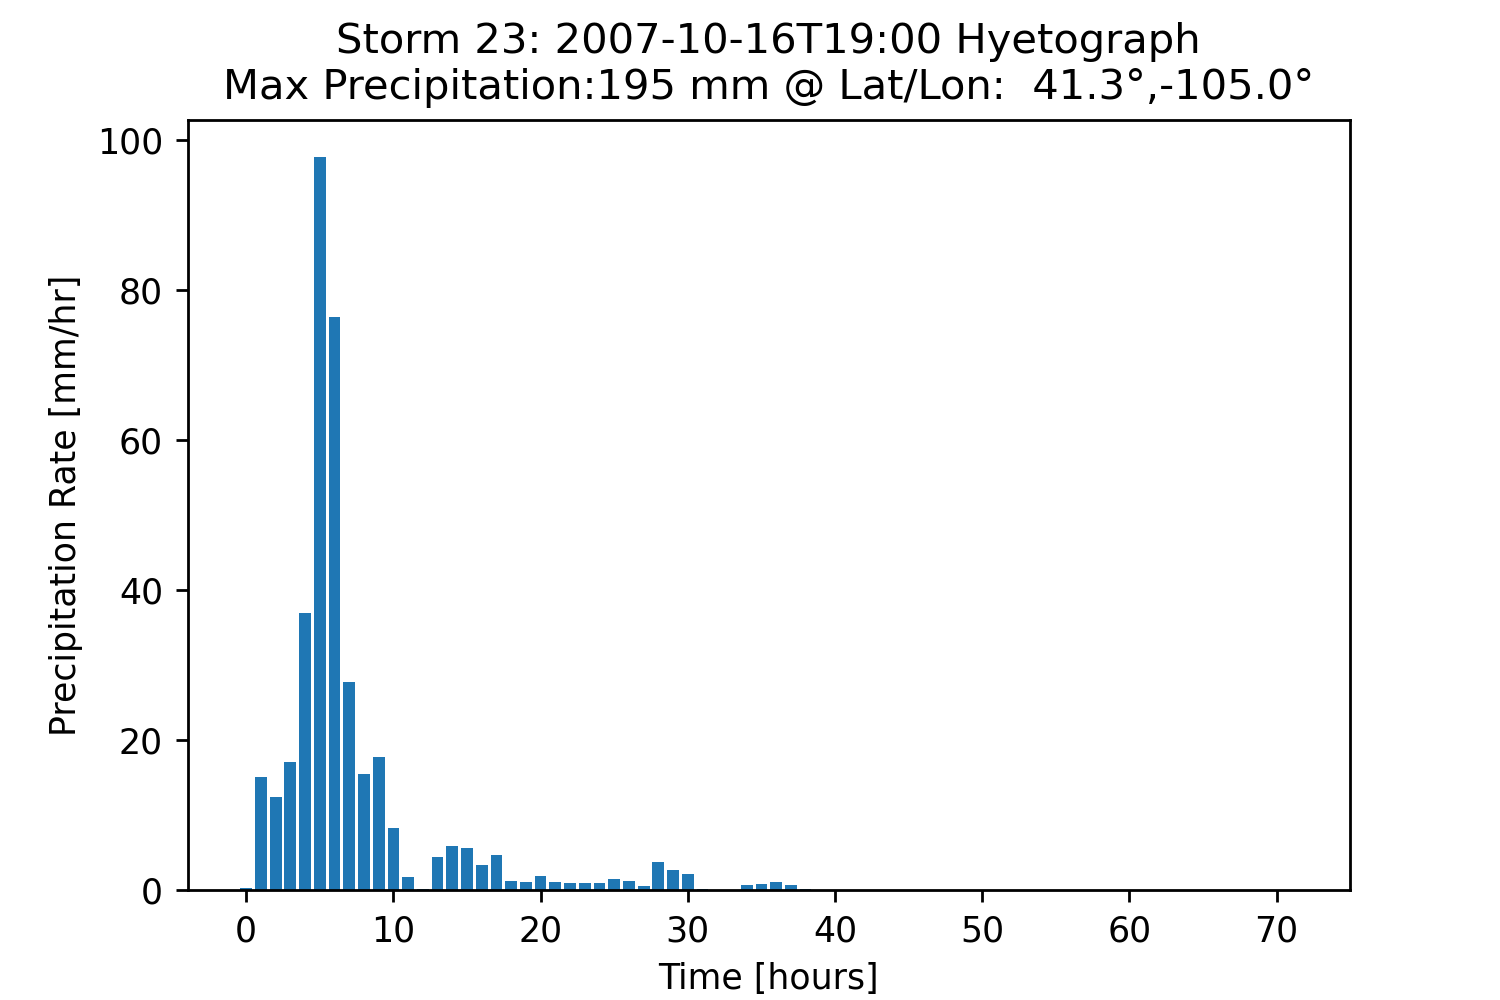 Storm 23: 2007-10-16T19:00 Hyetograph
Max Precipitation:195 mm @ Lat/Lon:  41.3°,-105.0°
100
80
60
40
20
0
Precipitation Rate [mm/hr]
0 10 20 30 40 50 60 70
Time [hours]